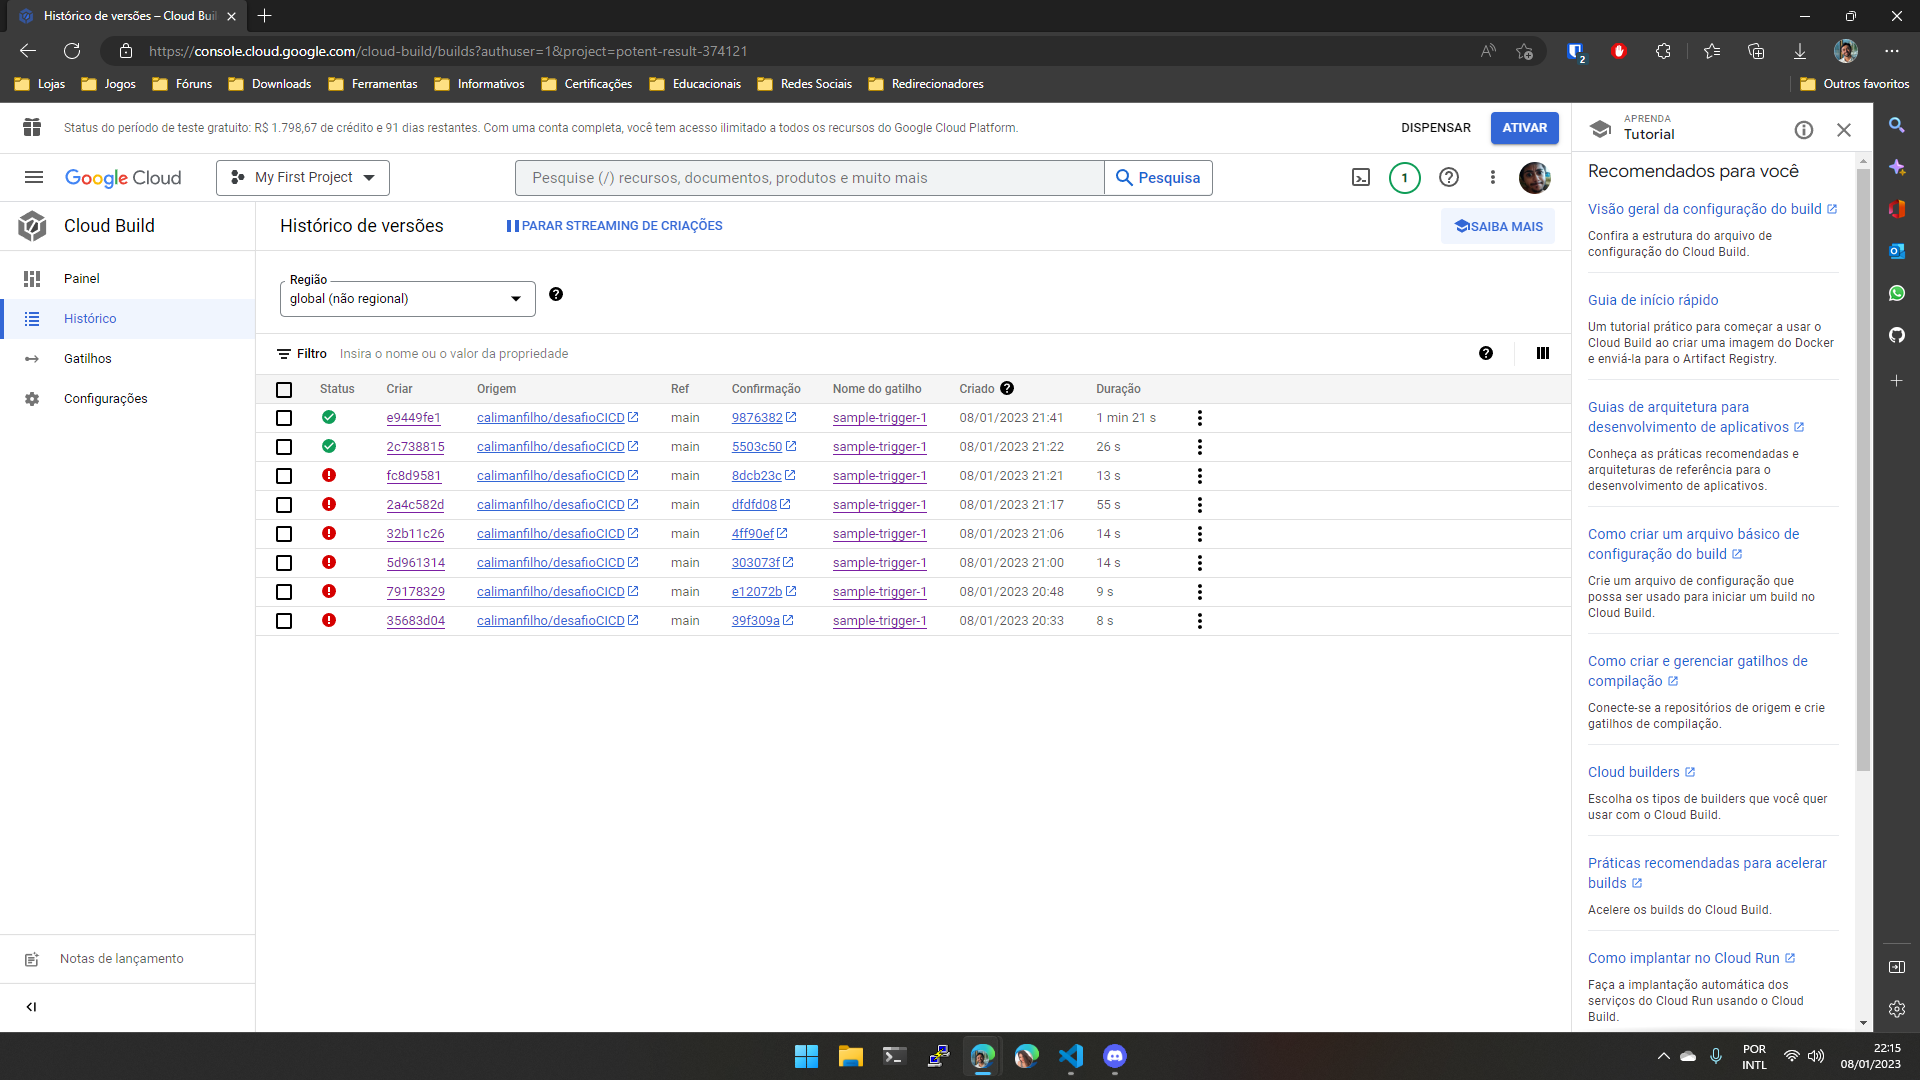 Histórico de versões – Cloud Buil
https://console.cloud.google.com/cloud-build/builds?authuser=1&project=potent-result-374121
2
Lojas Jogos Fóruns Downloads Ferramentas Informativos Certificações Educacionais Redes Sociais Redirecionadores Outros favoritos
Status do período de teste gratuito: R$ 1.798,67 de crédito e 91 dias restantes. Com uma conta completa, você tem acesso ilimitado a todos os recursos do Google Cloud Platform.
DISPENSAR ATIVAR
Google Cloud My First Project Pesquise (/) recursos, documentos, produtos e muito mais Pesquisa 1
Cloud Build
Painel
Histórico
Gatilhos
Configurações
Notas de lançamento
Histórico de versões PARAR STREAMING DE CRIAÇÕES SAIBA MAIS
Região
global (não regional)
Filtro Insira o nome ou o valor da propriedade
Status Criar Origem Ref Confirmação Nome do gatilho Criado Duração
e9449fe1 calimanfilho/desafioCICD main 9876382 sample-trigger-1 08/01/2023 21:41 1 min 21 s
2c738815 calimanfilho/desafioCICD main 5503c50 sample-trigger-1 08/01/2023 21:22 26 s
fc8d9581 calimanfilho/desafioCICD main 8dcb23c sample-trigger-1 08/01/2023 21:21 13 s
2a4c582d calimanfilho/desafioCICD main dfdfd08 sample-trigger-1 08/01/2023 21:17 55 s
32b11c26 calimanfilho/desafioCICD main 4ff90ef sample-trigger-1 08/01/2023 21:06 14 s
5d961314 calimanfilho/desafioCICD main 303073f sample-trigger-1 08/01/2023 21:00 14 s
79178329 calimanfilho/desafioCICD main e12072b sample-trigger-1 08/01/2023 20:48 9 s
35683d04 calimanfilho/desafioCICD main 39f309a sample-trigger-1 08/01/2023 20:33 8 s
APRENDA
Tutorial
Recomendados para você
Visão geral da configuração do build
Confira a estrutura do arquivo de
configuração do Cloud Build.
Guia de início rápido
Um tutorial prático para começar a usar o
Cloud Build ao criar uma imagem do Docker
e enviá-la para o Artifact Registry.
Guias de arquitetura para
desenvolvimento de aplicativos
Conheça as práticas recomendadas e
arquiteturas de referência para o
desenvolvimento de aplicativos.
Como criar um arquivo básico de
configuração do build
Crie um arquivo de configuração que
possa ser usado para iniciar um build no
Cloud Build.
Como criar e gerenciar gatilhos de
compilação
Conecte-se a repositórios de origem e crie
gatilhos de compilação.
Cloud builders
Escolha os tipos de builders que você quer
usar com o Cloud Build.
Práticas recomendadas para acelerar
builds
Acelere os builds do Cloud Build.
Como implantar no Cloud Run
Faça a implantação automática dos
serviços do Cloud Run usando o Cloud
Build.
POR
INTL
22:15
08/01/2023